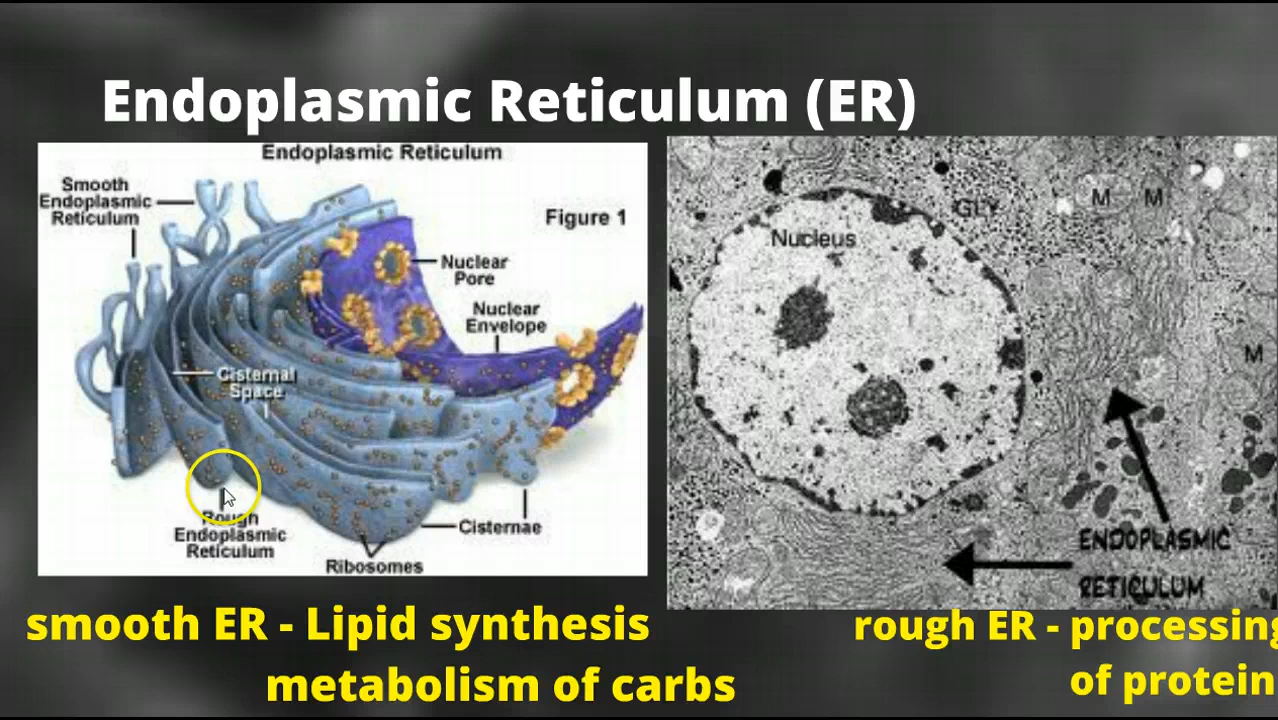 Endoplasmic Reticulum (ER)
Endoplasmic Reticulum
Smooth
Endoplasmic
Reticulum
Figure 1
Nuclear
Pore
Nuclear
Envelope
Cisternal
Space
Rough
Endoplasmic
Reticulum
Cisternae
Ribosomes
Nucleus
GLY
M
M
M
ENDOPLASMIC
RETICULUM
smooth ER - Lipid synthesis
metabolism of carbs
rough ER - processing
of protein